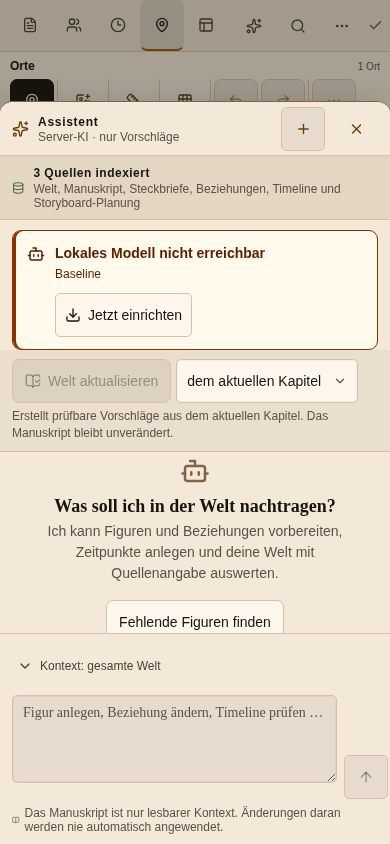 Orte
1 Ort
Assistent
Server-KI · nur Vorschläge
3 Quellen indexiert
Welt, Manuskript, Steckbriefe, Beziehungen, Timeline und
Storyboard-Planung
Lokales Modell nicht erreichbar
Baseline
Jetzt einrichten
Welt aktualisieren
dem aktuellen Kapitel
Erstellt prüfbare Vorschläge aus dem aktuellen Kapitel. Das
Manuskript bleibt unverändert.
Was soll ich in der Welt nachtragen?
Ich kann Figuren und Beziehungen vorbereiten,
Zeitpunkte anlegen und deine Welt mit
Quellenangabe auswerten.
Fehlende Figuren finden
Kontext: gesamte Welt
Figur anlegen, Beziehung ändern, Timeline prüfen …
Das Manuskript ist nur lesbarer Kontext. Änderungen daran
werden nie automatisch angewendet.